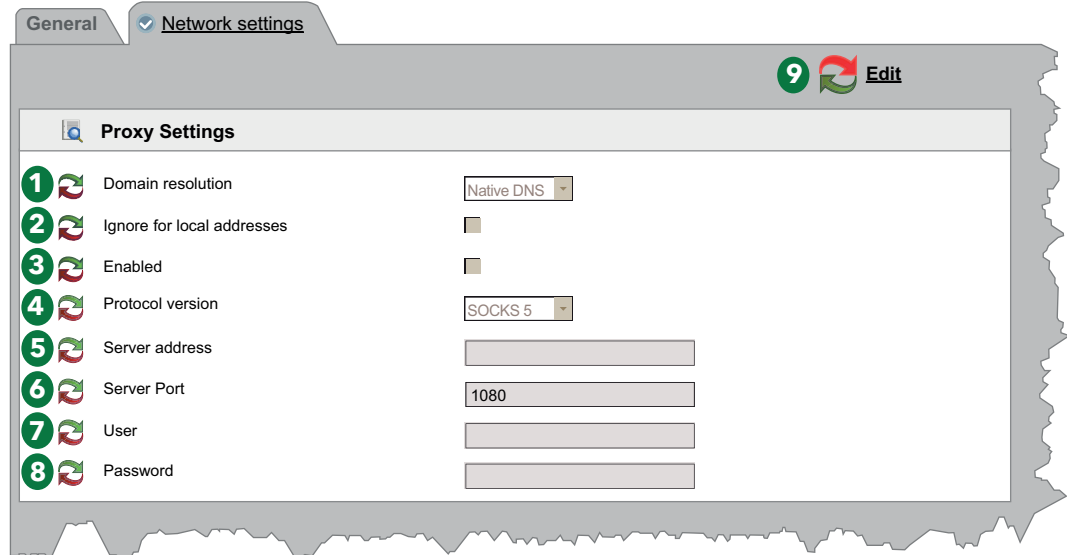 General
Network settings
9 Edit
Proxy Settings
1 Domain resolution Native DNS
2 Ignore for local addresses
3 Enabled
4 Protocol version SOCKS 5
5 Server address
6 Server Port 1080
7 User
8 Password